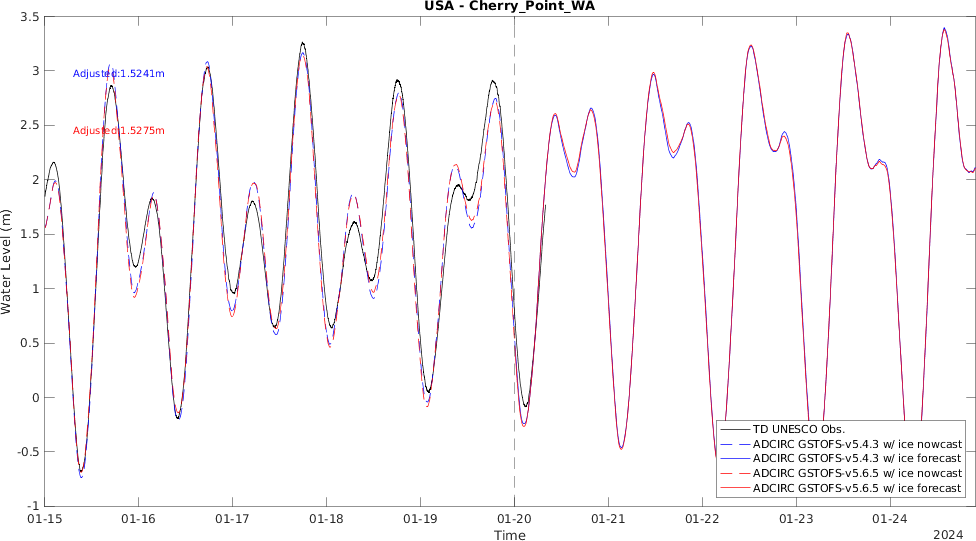 USA - Cherry_Point_WA
3.5
3
2.5
2
1.5
1
0.5
0
-0.5
-1
Water Level (m)
Adjusted:1.5241m
Adjusted:1.5275m
TD UNESCO Obs.
ADCIRC GSTOFS-v5.4.3 w/ ice nowcast
ADCIRC GSTOFS-v5.4.3 w/ ice forecast
ADCIRC GSTOFS-v5.6.5 w/ ice nowcast
ADCIRC GSTOFS-v5.6.5 w/ ice forecast
01-15 01-16 01-17 01-18 01-19 01-20 01-21 01-22 01-23 01-24
Time
2024